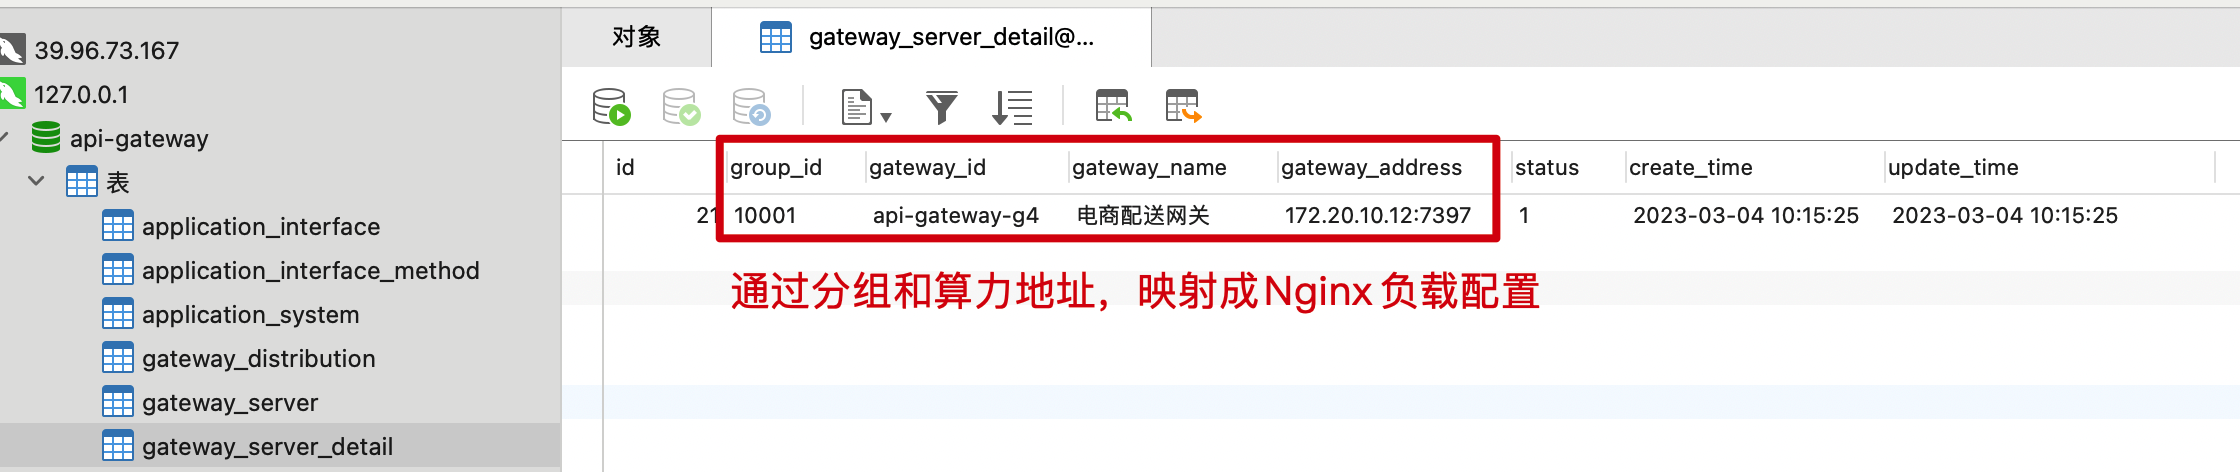 39.96.73.167
127.0.0.1
api-gateway
表
application_interface
application_interface_method
application_system
gateway_distribution
gateway_server
gateway_server_detail
对象
gateway_server_detail@...
id group_id gateway_id gateway_name gateway_address status create_time update_time
21 10001 api-gateway-g4 电商配送网关 172.20.10.12:7397 1 2023-03-04 10:15:25 2023-03-04 10:15:25
通过分组和算力地址，映射成Nginx 负载配置